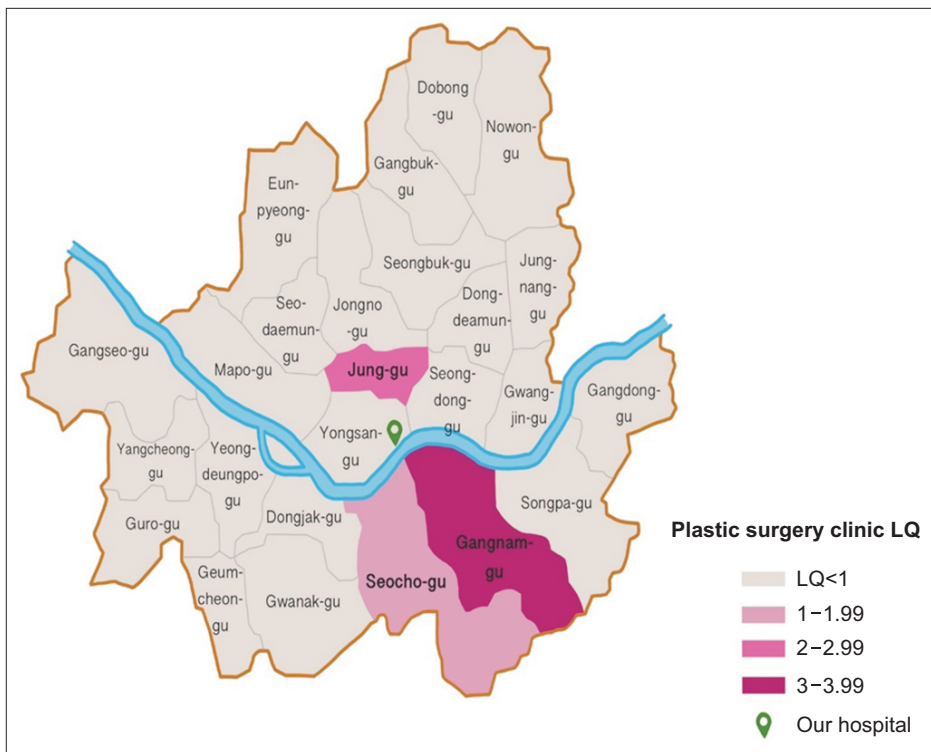 Dobong
-gu
Nowon-
gu
Gangbuk-
gu
Eun-
pyeong-
gu
Seongbuk-gu
Jung-
nang-
gu
Dong-
deamun-
gu
Seo-
daemun-
gu
Jongno
-gu
Gangseo-gu
Mapo-gu
Jung-gu
Seong-
dong-
gu
Gwang-
jin-gu
Gangdong-
gu
Yongsan-
gu
Yangcheong-
gu
Yeong-
deungpo-
gu
Songpa-gu
Guro-gu
Dongjak-gu
Gangnam-
gu
Seocho-gu
Geum-
cheon-
gu
Gwanak-gu
Plastic surgery clinic LQ
LQ<1
1–1.99
2–2.99
3–3.99
Our hospital